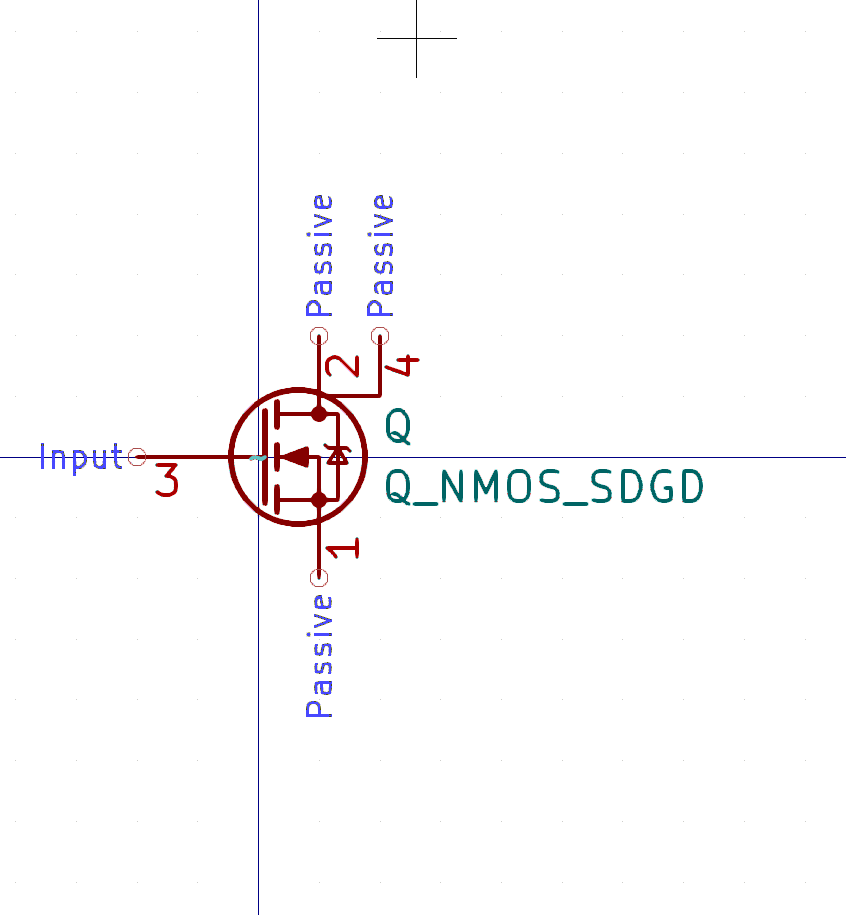 Passive
Passive
2
4
Q
Input
3
Q_NMOS_SDGD
1
Passive